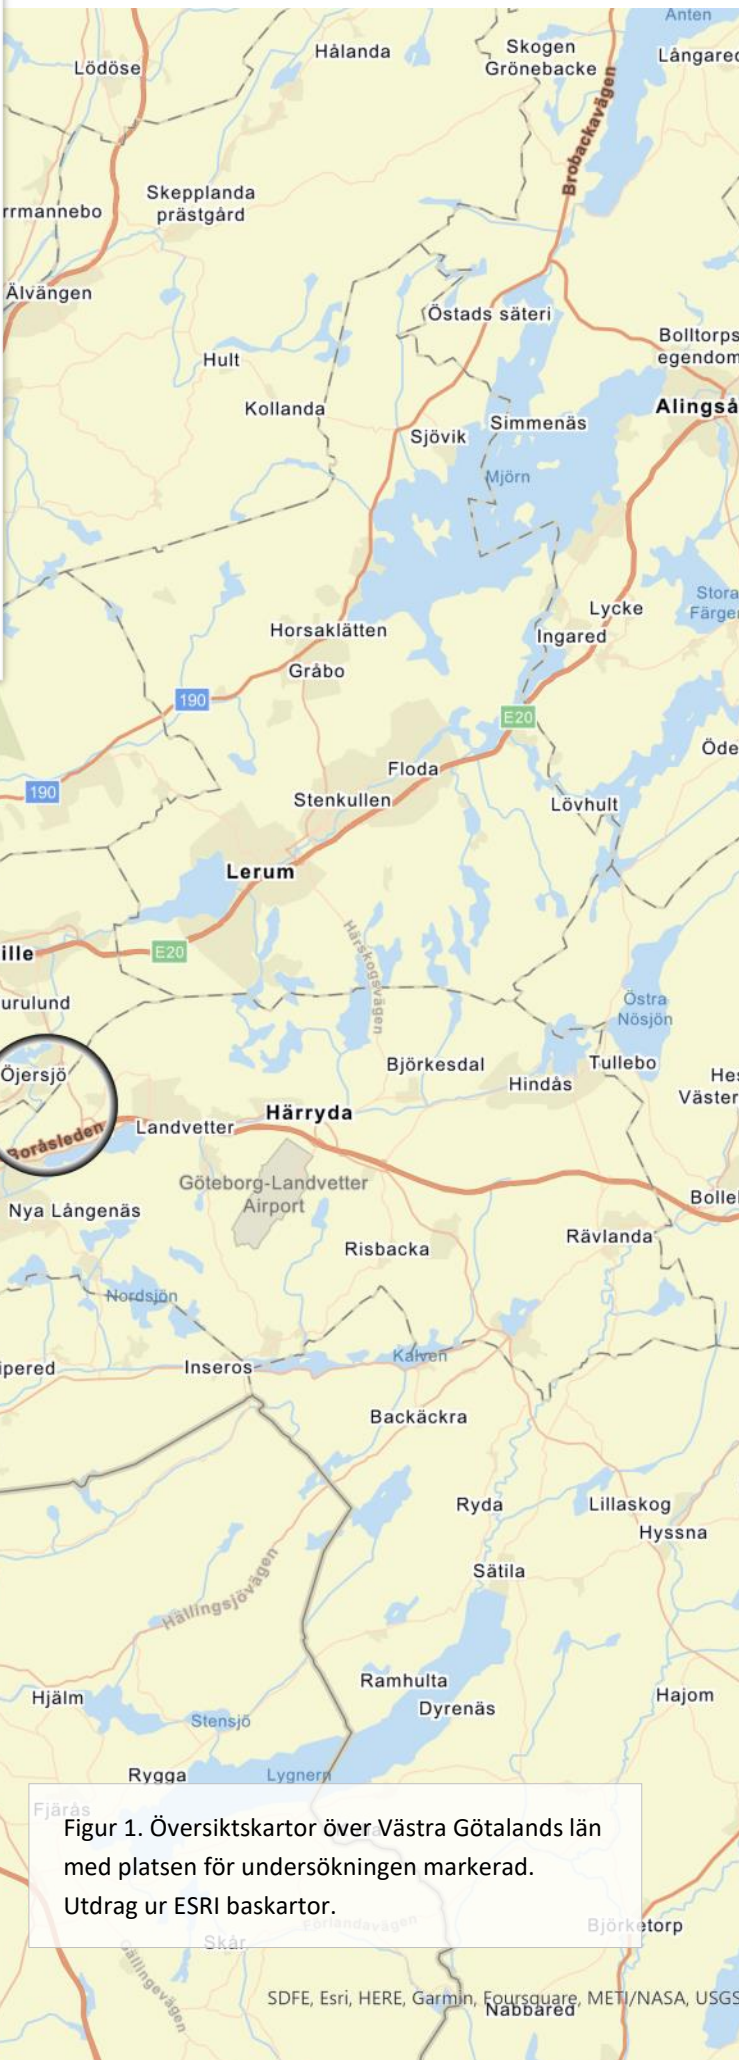 Anten
Hålanda
Skogen
Grönebacke
Långared
Lödöse
Brobackavägen
Skepplanda
prästgård
rrmannebo
Älvängen
Östads säteri
Bolltorps
egendom
Hult
Kollanda
Alingså
Sjövik
Simmenäs
Mjörn
Stora
Färgen
Lycke
Horsaklätten
Ingared
Gråbo
190
E20
Öde
Floda
190
Stenkullen
Lövhult
Lerum
Härskogsvägen
ille
E20
urulund
Östra
Nösjön
Öjersjö
Björkesdal
Tullebo
Hindås
Väster
Härryda
Boråsleden
Landvetter
Göteborg-Landvetter
Airport
Nya Långenäs
Rävlanda
Risbacka
Nordsjön
Kalven
ipered
Inseros
Backäckra
Ryda
Lillaskog
Hyssna
Sätila
Hällingsjövägen
Ramhulta
Hjälm
Dyrenäs
Hajom
Stensjö
Rygga
Lygnern
Fjärås
Figur 1. Översiktskartor över Västra Götalands län
med platsen för undersökningen markerad.
Utdrag ur ESRI baskartor.
Förlandavägen
Björketorp
Skår
Gällingevägen
SDFE, Esri, HERE, Garmin, Foursquare, METI/NASA, USGS
Nabbared